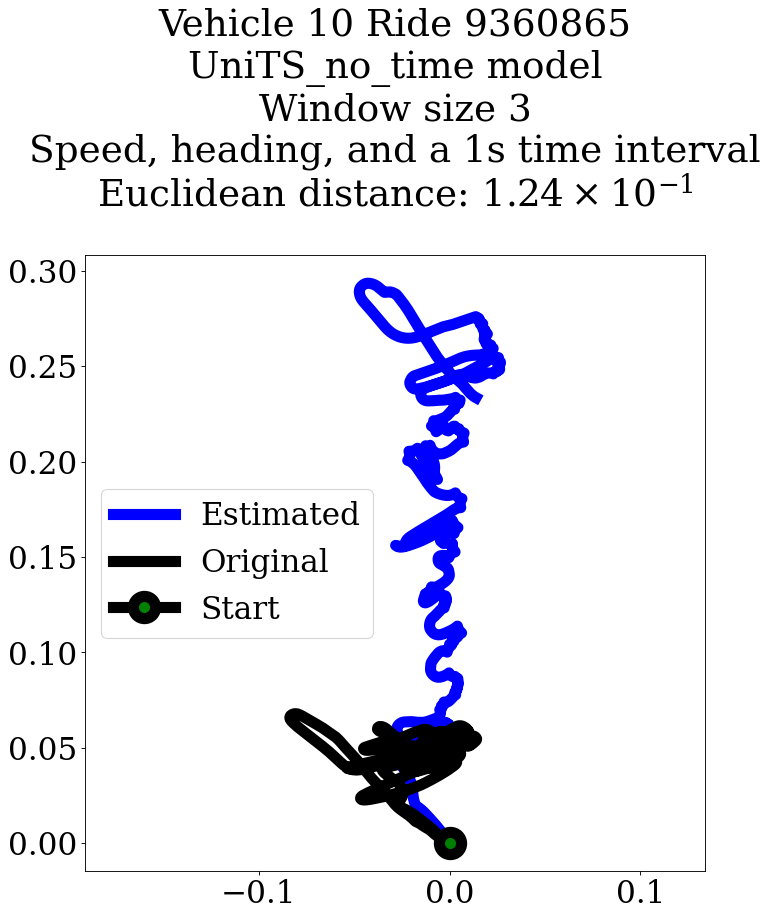 Vehicle 10 Ride 9360865
UniTS_no_time model
Window size 3
Speed, heading, and a 1s time interval
Euclidean distance: 1.24 × 10⁻¹
0.30
0.25
0.20
0.15
0.10
0.05
0.00
Estimated
Original
Start
−0.1
0.0
0.1